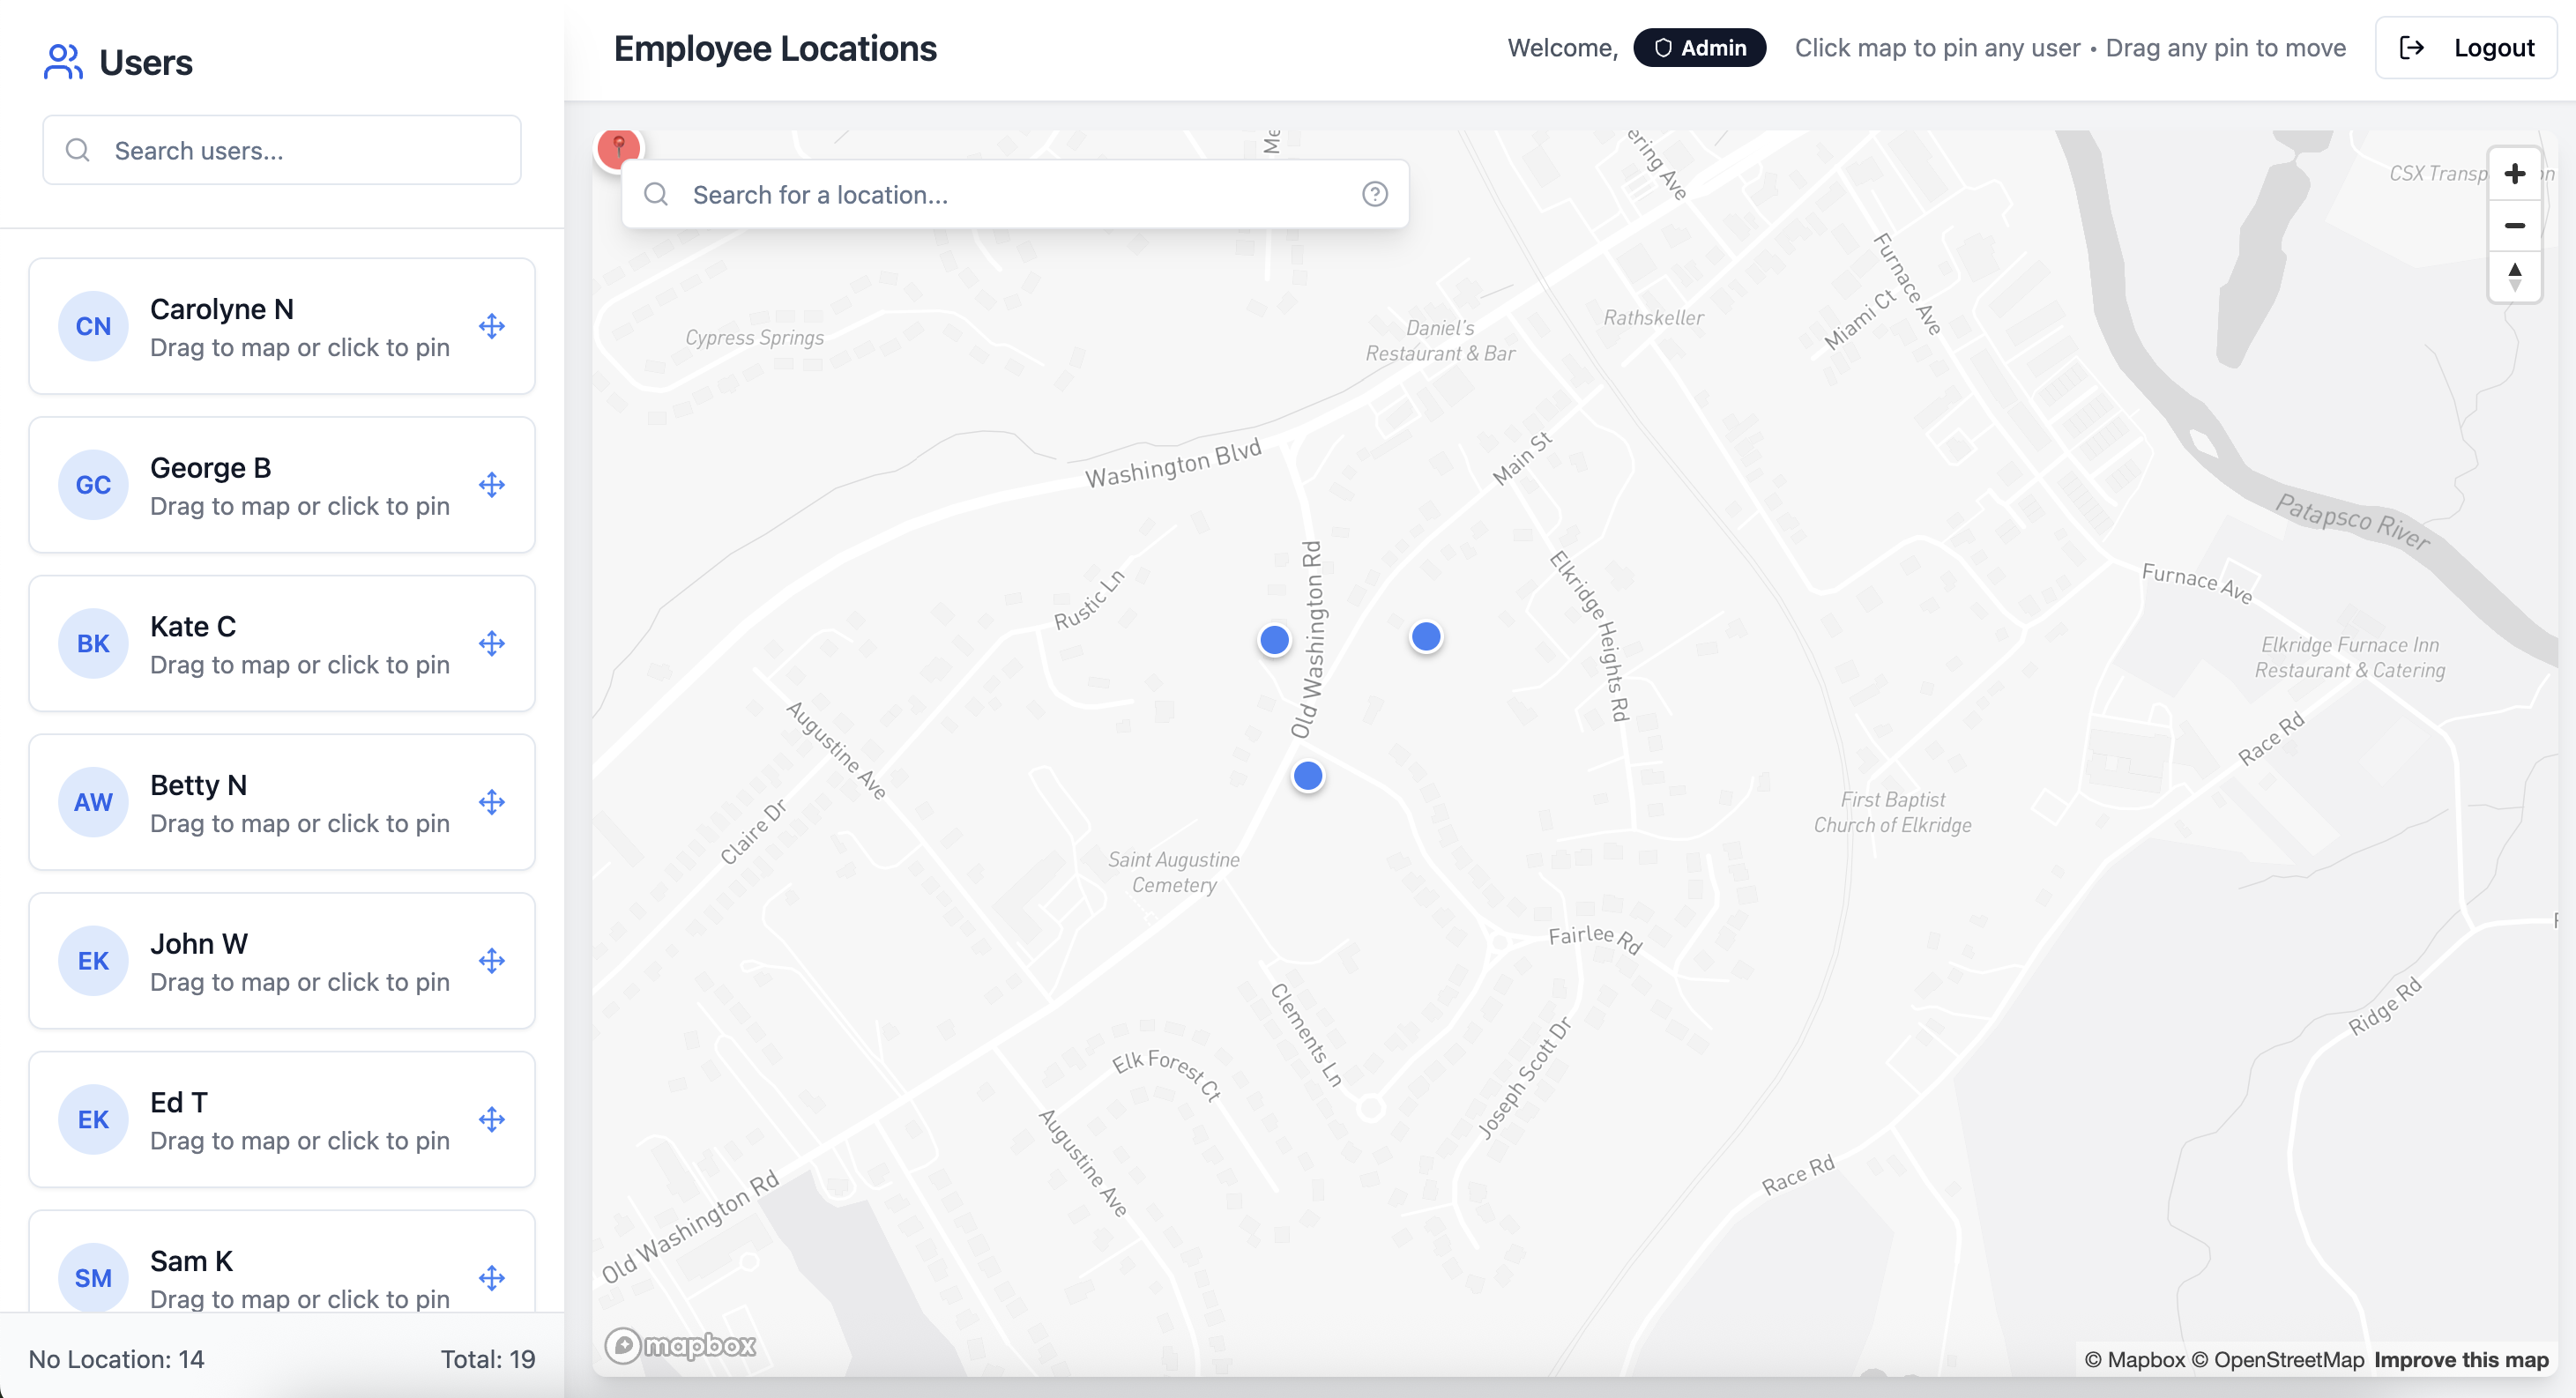 Users
Search users...
CN
Carolyne N
Drag to map or click to pin
GC
George B
Drag to map or click to pin
BK
Kate C
Drag to map or click to pin
AW
Betty N
Drag to map or click to pin
EK
John W
Drag to map or click to pin
EK
Ed T
Drag to map or click to pin
SM
Sam K
Drag to map or click to pin
No Location: 14
Total: 19
Employee Locations
Welcome,
Admin
Click map to pin any user • Drag any pin to move
Logout
Search for a location...
Me
ering Ave
CSX Transp
on
Furnace Ave
Miami Ct
Rathskeller
Daniel's
Restaurant & Bar
Cypress Springs
Washington Blvd
Main St
Patapsco River
Old Washington Rd
Elkridge Heights Rd
Rustic Ln
Furnace Ave
Elkridge Furnace Inn
Restaurant & Catering
Augustine Ave
Race Rd
Claire Dr
First Baptist
Church of Elkridge
Saint Augustine
Cemetery
Fairlee Rd
Clements Ln
Ridge Rd
Joseph Scott Dr
Elk Forest Ct
Augustine Ave
Race Rd
Old Washington Rd
mapbox
© Mapbox © OpenStreetMap Improve this map